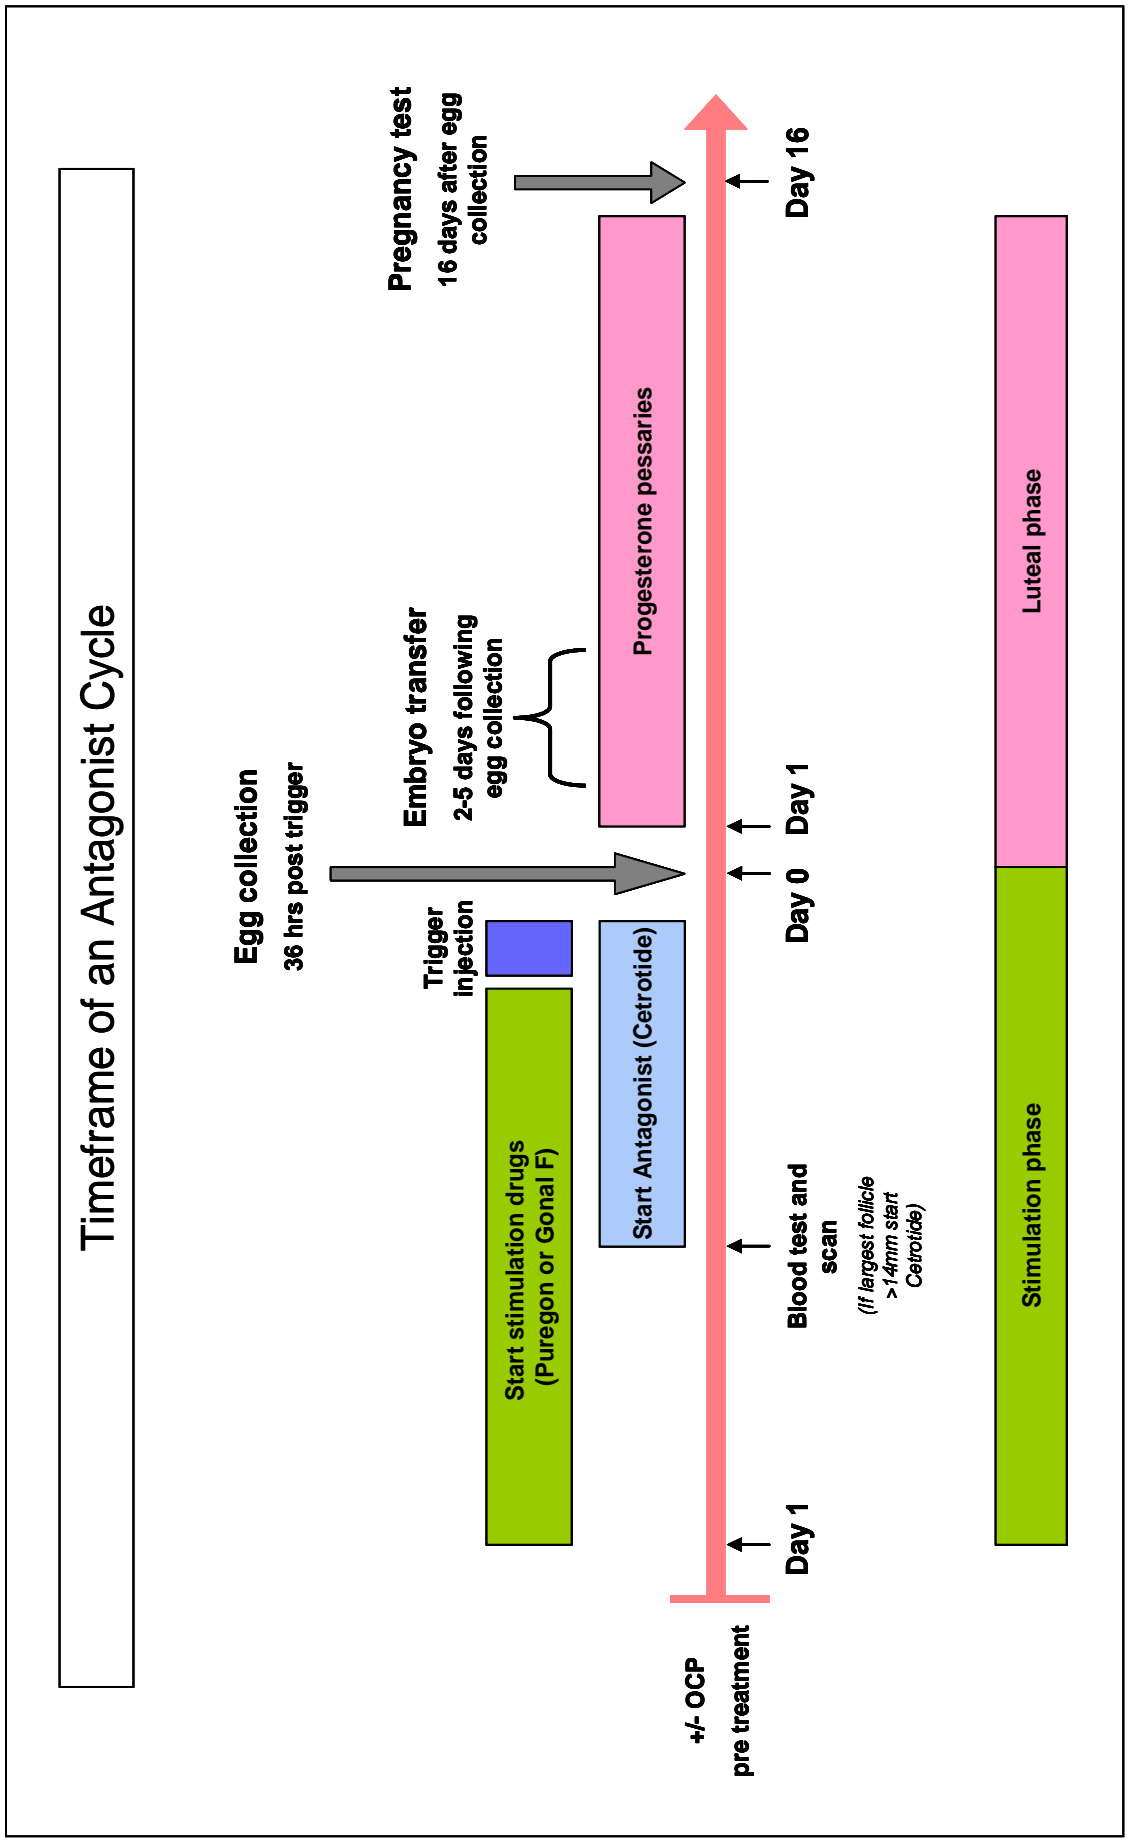 Timeframe of an Antagonist Cycle
Egg collection
36 hrs post trigger
Pregnancy test
16 days after egg
collection
Embryo transfer
2-5 days following
egg collection
Trigger
injection
Start stimulation drugs
(Puregon or Gonal F)
Start Antagonist (Cetrotide)
Progesterone pessaries
+/- OCP
pre treatment
Day 1
Blood test and
scan
(If largest follicle
>14mm start
Cetrotide)
Day 0
Day 1
Day 16
Stimulation phase
Luteal phase